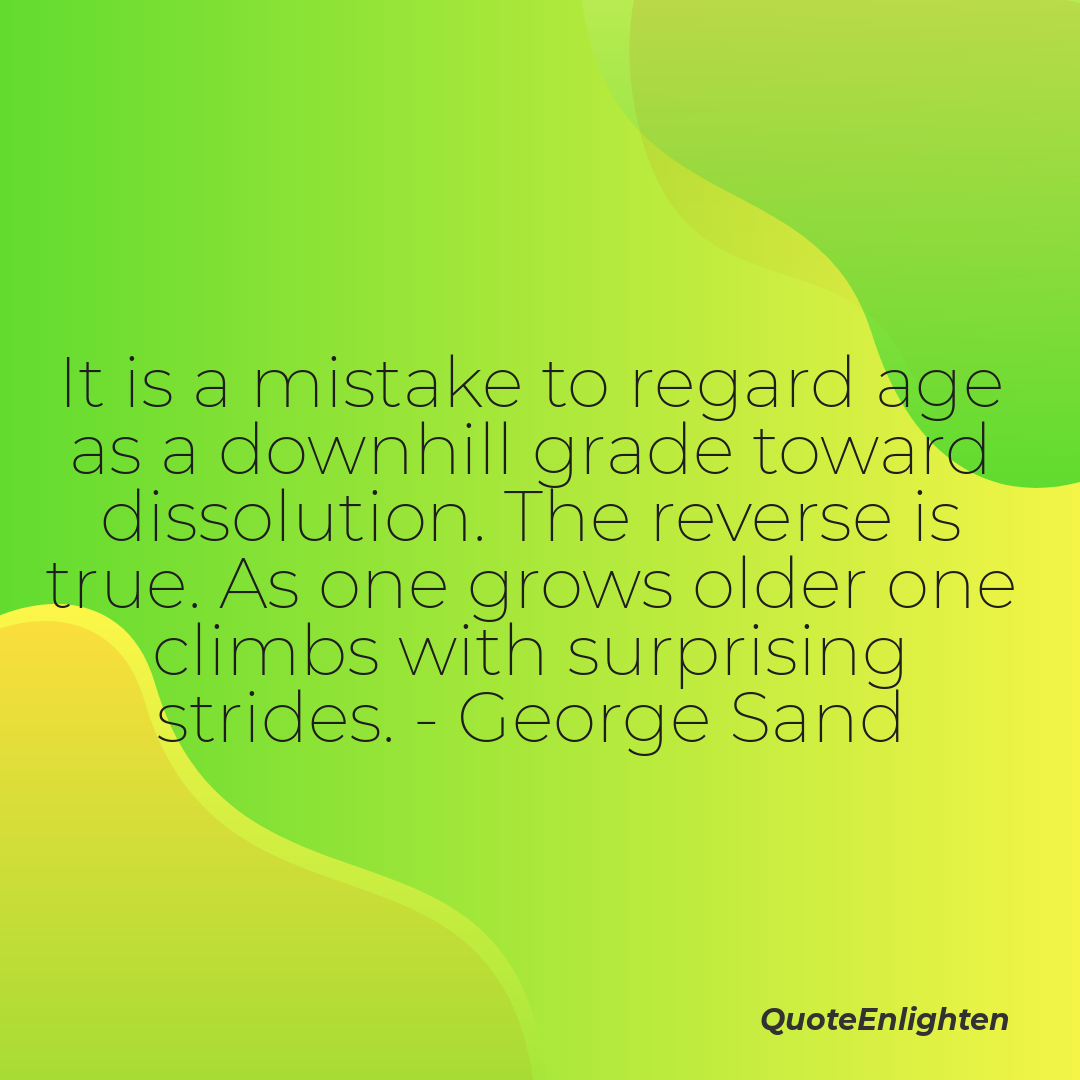 It is a mistake to regard age
as a downhill grade toward
dissolution. The reverse is
true. As one grows older one
climbs with surprising
strides. - George Sand
QuoteEnlighten